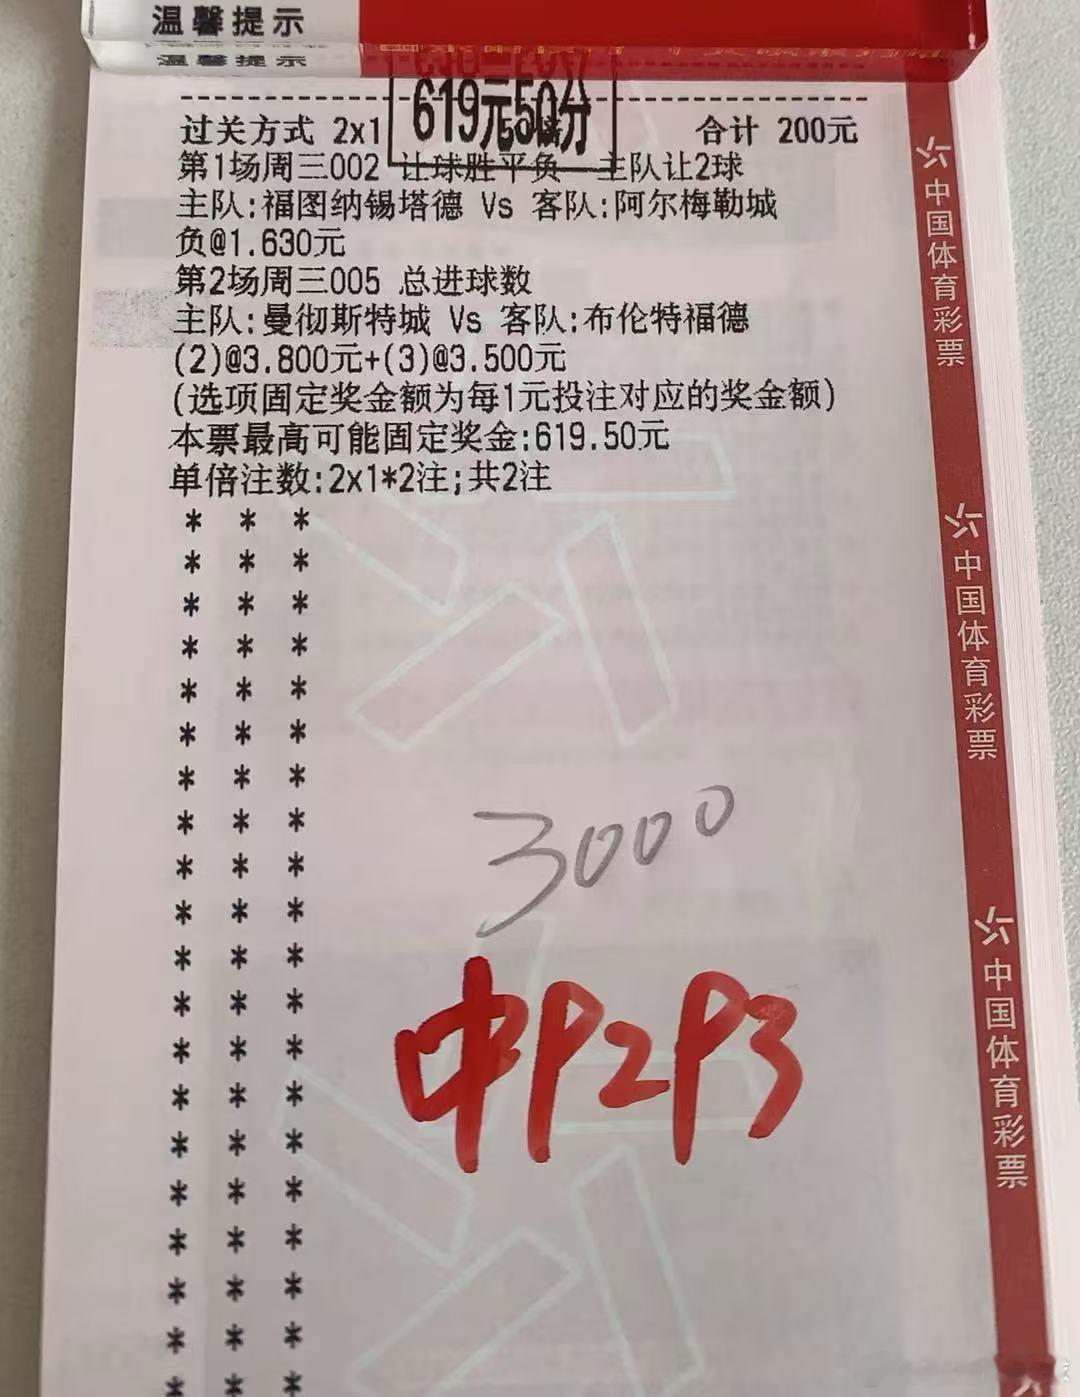 温馨提示
温馨提示
619元50分
过关方式 2x1 50倍 合计 200元
第1场周三002 让球胜平负 主队让2球
主队:福图纳锡塔德 Vs 客队:阿尔梅勒城
负@1.630元
第2场周三005 总进球数
主队:曼彻斯特城 Vs 客队:布伦特福德
(2)@3.800元+(3)@3.500元
(选项固定奖金额为每1元投注对应的奖金额)
本票最高可能固定奖金:619.50元
单倍注数:2x1*2注;共2注
3000
中P2P3
中国体育彩票
中国体育彩票
中国体育彩票